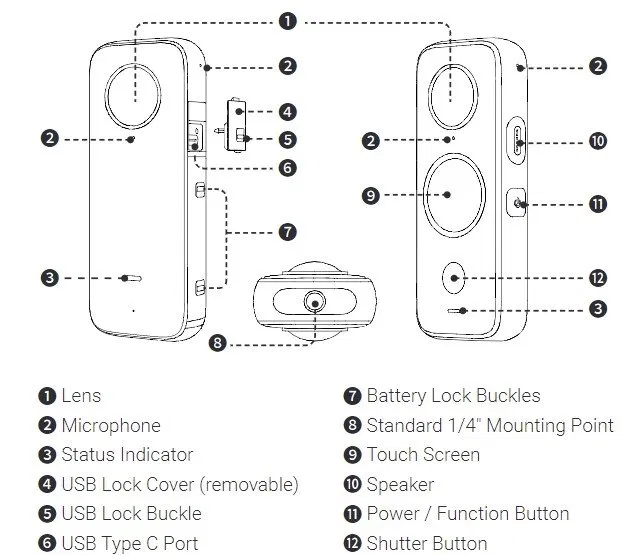 1
2
2
4
5
2
10
6
9
11
7
3
12
3
8
1 Lens
2 Microphone
3 Status Indicator
4 USB Lock Cover (removable)
5 USB Lock Buckle
6 USB Type C Port
7 Battery Lock Buckles
8 Standard 1/4" Mounting Point
9 Touch Screen
10 Speaker
11 Power / Function Button
12 Shutter Button